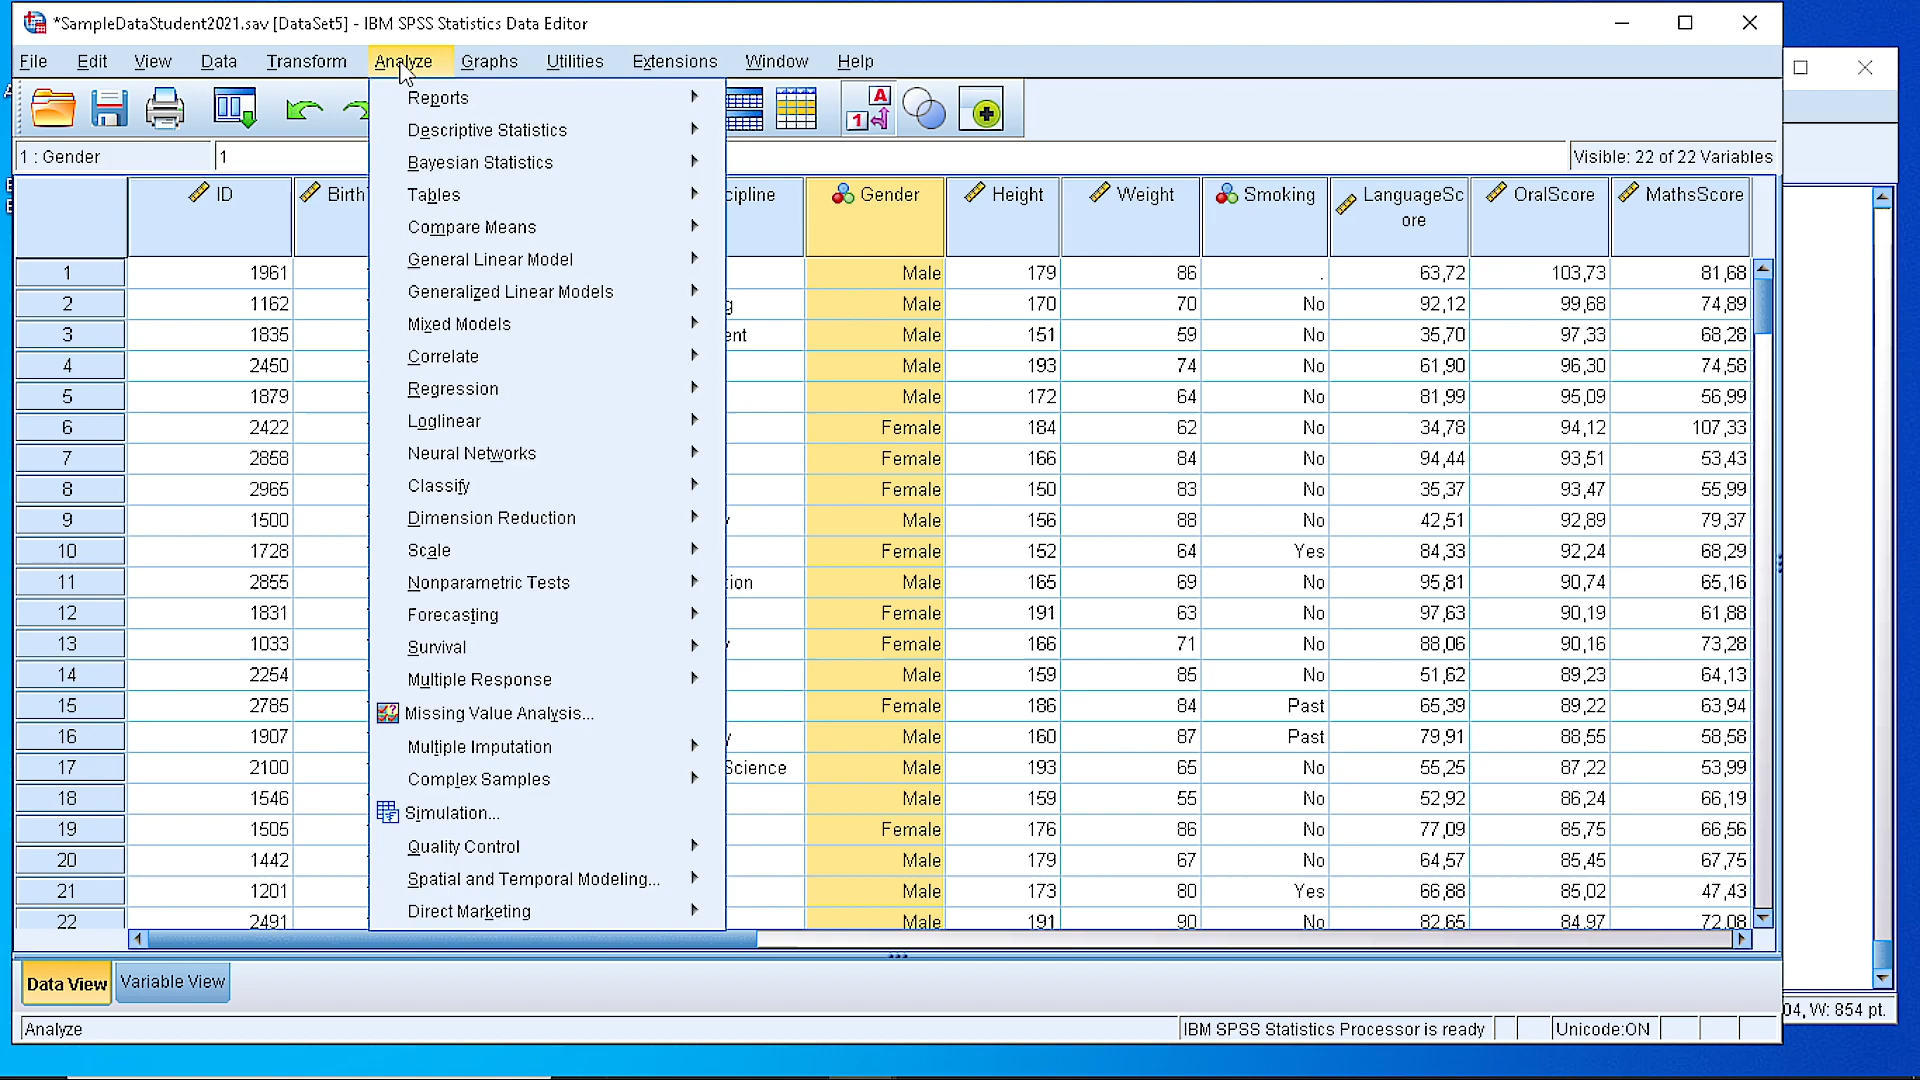 *SampleDataStudent2021.sav [DataSet5] - IBM SPSS Statistics Data Editor
File Edit View Data Transform Analyze Graphs Utilities Extensions Window Help
1 : Gender 1 Visible: 22 of 22 Variables
ID Birth cipline Gender Height Weight Smoking LanguageSc OralScore MathsScore
ore
1 1961 Male 179 86 . 63,72 103,73 81,68
2 1162 g Male 170 70 No 92,12 99,68 74,89
3 1835 ent Male 151 59 No 35,70 97,33 68,28
4 2450 Male 193 74 No 61,90 96,30 74,58
5 1879 Male 172 64 No 81,99 95,09 56,99
6 2422 Female 184 62 No 34,78 94,12 107,33
7 2858 Female 166 84 No 94,44 93,51 53,43
8 2965 Female 150 83 No 35,37 93,47 55,99
9 1500 Male 156 88 No 42,51 92,89 79,37
10 1728 Female 152 64 Yes 84,33 92,24 68,29
11 2855 tion Male 165 69 No 95,81 90,74 65,16
12 1831 Female 191 63 No 97,63 90,19 61,88
13 1033 Female 166 71 No 88,06 90,16 73,28
14 2254 Male 159 85 No 51,62 89,23 64,13
15 2785 Female 186 84 Past 65,39 89,22 63,94
16 1907 Male 160 87 Past 79,91 88,55 58,58
17 2100 Science Male 193 65 No 55,25 87,22 53,99
18 1546 Male 159 55 No 52,92 86,24 66,19
19 1505 Female 176 86 No 77,09 85,75 66,56
20 1442 Male 179 67 No 64,57 85,45 67,75
21 1201 Male 173 80 Yes 66,88 85,02 47,43
22 2491 Male 191 90 No 82,65 84,97 72,08
Reports
Descriptive Statistics
Bayesian Statistics
Tables
Compare Means
General Linear Model
Generalized Linear Models
Mixed Models
Correlate
Regression
Loglinear
Neural Networks
Classify
Dimension Reduction
Scale
Nonparametric Tests
Forecasting
Survival
Multiple Response
Missing Value Analysis...
Multiple Imputation
Complex Samples
Simulation...
Quality Control
Spatial and Temporal Modeling...
Direct Marketing
Data View Variable View
Analyze IBM SPSS Statistics Processor is ready Unicode:ON
04, W: 854 pt.